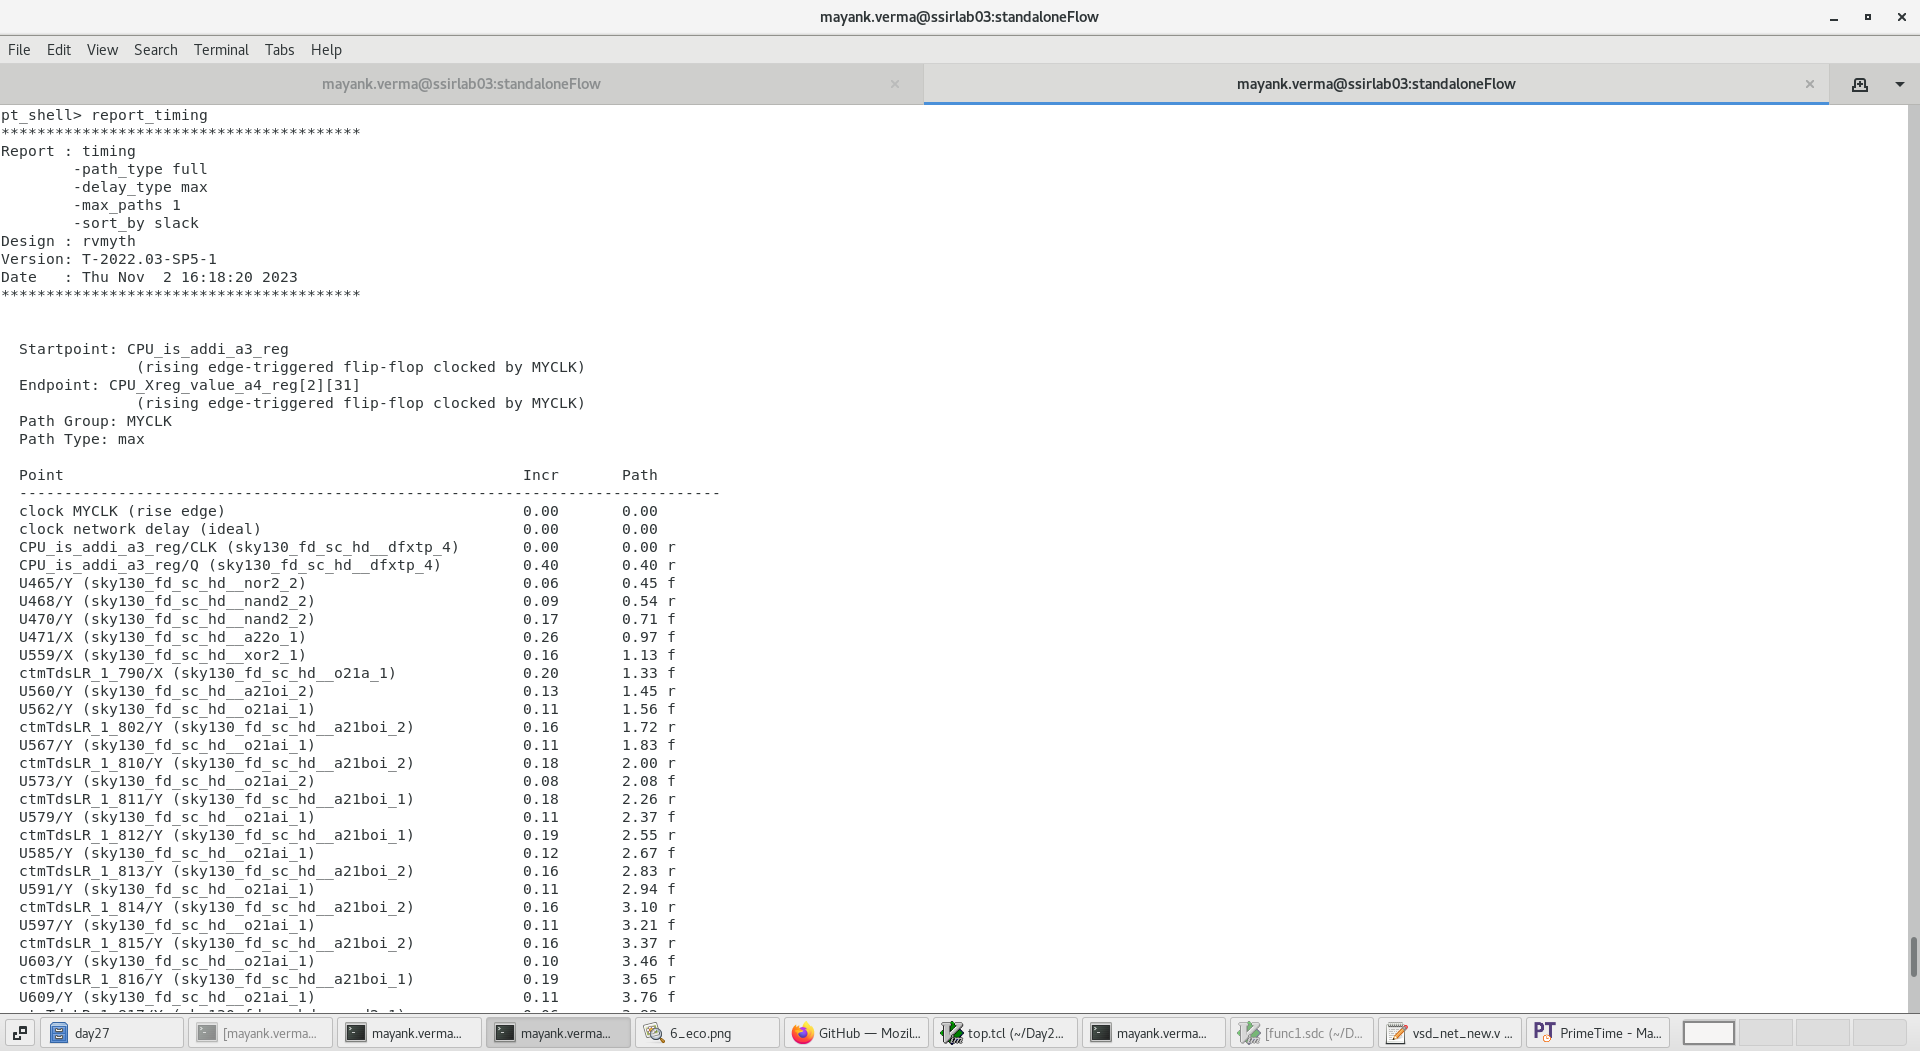 mayank.verma@ssirlab03:standaloneFlow
File Edit View Search Terminal Tabs Help
mayank.verma@ssirlab03:standaloneFlow × mayank.verma@ssirlab03:standaloneFlow ×
pt_shell> report_timing
****************************************
Report : timing
        -path_type full
        -delay_type max
        -max_paths 1
        -sort_by slack
Design : rvmyth
Version: T-2022.03-SP5-1
Date   : Thu Nov  2 16:18:20 2023
****************************************
  Startpoint: CPU_is_addi_a3_reg
               (rising edge-triggered flip-flop clocked by MYCLK)
  Endpoint: CPU_Xreg_value_a4_reg[2][31]
               (rising edge-triggered flip-flop clocked by MYCLK)
  Path Group: MYCLK
  Path Type: max
  Point                                                   Incr       Path
  ------------------------------------------------------------------------------
  clock MYCLK (rise edge)                                 0.00       0.00
  clock network delay (ideal)                             0.00       0.00
  CPU_is_addi_a3_reg/CLK (sky130_fd_sc_hd__dfxtp_4)       0.00       0.00 r
  CPU_is_addi_a3_reg/Q (sky130_fd_sc_hd__dfxtp_4)         0.40       0.40 r
  U465/Y (sky130_fd_sc_hd__nor2_2)                        0.06       0.45 f
  U468/Y (sky130_fd_sc_hd__nand2_2)                       0.09       0.54 r
  U470/Y (sky130_fd_sc_hd__nand2_2)                       0.17       0.71 f
  U471/X (sky130_fd_sc_hd__a22o_1)                        0.26       0.97 f
  U559/X (sky130_fd_sc_hd__xor2_1)                        0.16       1.13 f
  ctmTdsLR_1_790/X (sky130_fd_sc_hd__o21a_1)              0.20       1.33 f
  U560/Y (sky130_fd_sc_hd__a21oi_2)                       0.13       1.45 r
  U562/Y (sky130_fd_sc_hd__o21ai_1)                       0.11       1.56 f
  ctmTdsLR_1_802/Y (sky130_fd_sc_hd__a21boi_2)            0.16       1.72 r
  U567/Y (sky130_fd_sc_hd__o21ai_1)                       0.11       1.83 f
  ctmTdsLR_1_810/Y (sky130_fd_sc_hd__a21boi_2)            0.18       2.00 r
  U573/Y (sky130_fd_sc_hd__o21ai_2)                       0.08       2.08 f
  ctmTdsLR_1_811/Y (sky130_fd_sc_hd__a21boi_1)            0.18       2.26 r
  U579/Y (sky130_fd_sc_hd__o21ai_1)                       0.11       2.37 f
  ctmTdsLR_1_812/Y (sky130_fd_sc_hd__a21boi_1)            0.19       2.55 r
  U585/Y (sky130_fd_sc_hd__o21ai_1)                       0.12       2.67 f
  ctmTdsLR_1_813/Y (sky130_fd_sc_hd__a21boi_2)            0.16       2.83 r
  U591/Y (sky130_fd_sc_hd__o21ai_1)                       0.11       2.94 f
  ctmTdsLR_1_814/Y (sky130_fd_sc_hd__a21boi_2)            0.16       3.10 r
  U597/Y (sky130_fd_sc_hd__o21ai_1)                       0.11       3.21 f
  ctmTdsLR_1_815/Y (sky130_fd_sc_hd__a21boi_2)            0.16       3.37 r
  U603/Y (sky130_fd_sc_hd__o21ai_1)                       0.10       3.46 f
  ctmTdsLR_1_816/Y (sky130_fd_sc_hd__a21boi_1)            0.19       3.65 r
  U609/Y (sky130_fd_sc_hd__o21ai_1)                       0.11       3.76 f
day27 [mayank.verma... mayank.verma... mayank.verma... 6_eco.png GitHub — Mozil... top.tcl (~/Day2... mayank.verma... [func1.sdc (~/D... vsd_net_new.v ... PrimeTime - Ma...